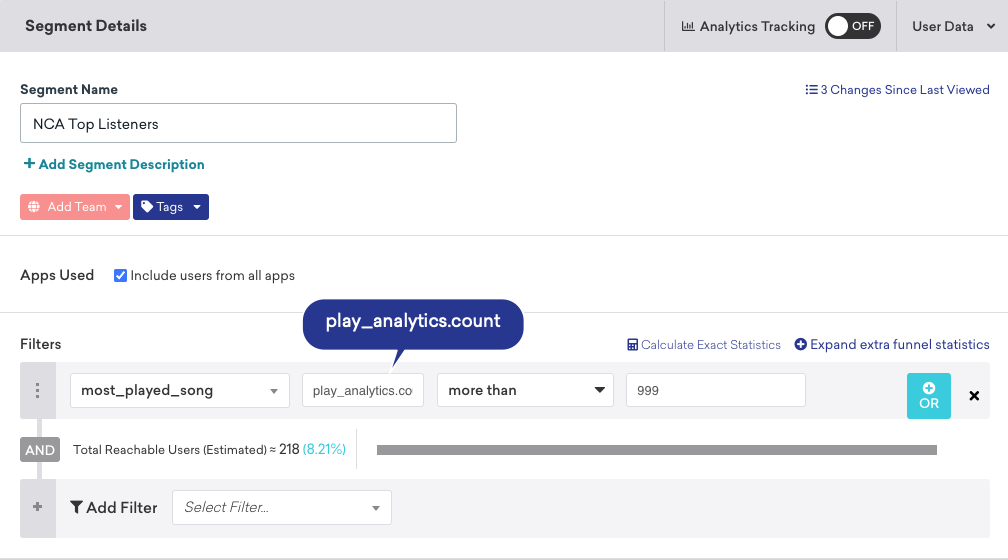 Segment Details
Analytics Tracking OFF
User Data
Segment Name
3 Changes Since Last Viewed
NCA Top Listeners
+ Add Segment Description
Add Team
Tags
Apps Used
Include users from all apps
play_analytics.count
Filters
Calculate Exact Statistics
Expand extra funnel statistics
most_played_song
play_analytics.co
more than
999
OR
AND
Total Reachable Users (Estimated) ≈ 218 (8.21%)
+
Add Filter
Select Filter...